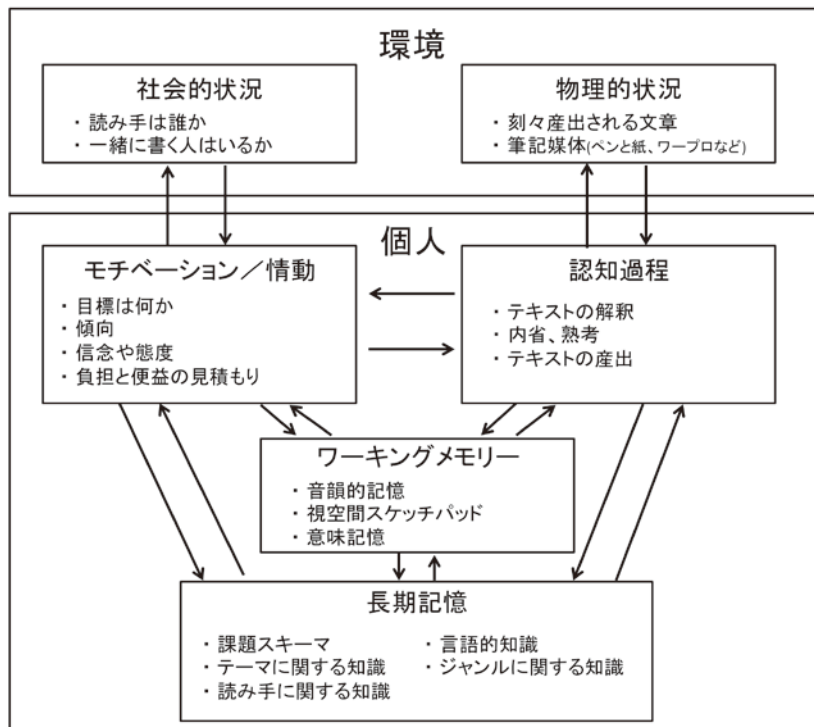 環境
社会的状況
・ 読み手は誰か
・ 一緒に書く人はいるか
物理的状況
・ 刻々産出される文章
・ 筆記媒体(ペンと紙、ワープロなど)
個人
モチベーション／情動
・ 目標は何か
・ 傾向
・ 信念や態度
・ 負担と便益の見積もり
認知過程
・ テキストの解釈
・ 内省、熟考
・ テキストの産出
ワーキングメモリー
・ 音韻的記憶
・ 視空間スケッチパッド
・ 意味記憶
長期記憶
・ 課題スキーマ
・ テーマに関する知識
・ 読み手に関する知識
・ 言語的知識
・ ジャンルに関する知識